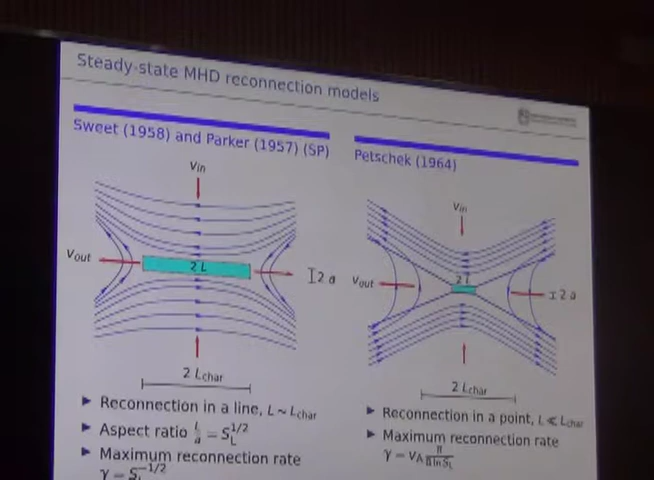 Steady-state MHD reconnection models
Sweet (1958) and Parker (1957) (SP)
v_in
v_out
2 L
2 a
2 L_char
▶ Reconnection in a line, L ~ L_char
▶ Aspect ratio L/a = S_L^1/2
▶ Maximum reconnection rate
γ = S_L^-1/2
Petschek (1964)
v_in
v_out
2 L
2 a
2 L_char
▶ Reconnection in a point, L ≪ L_char
▶ Maximum reconnection rate
γ = v_A π/(8 ln S_L)